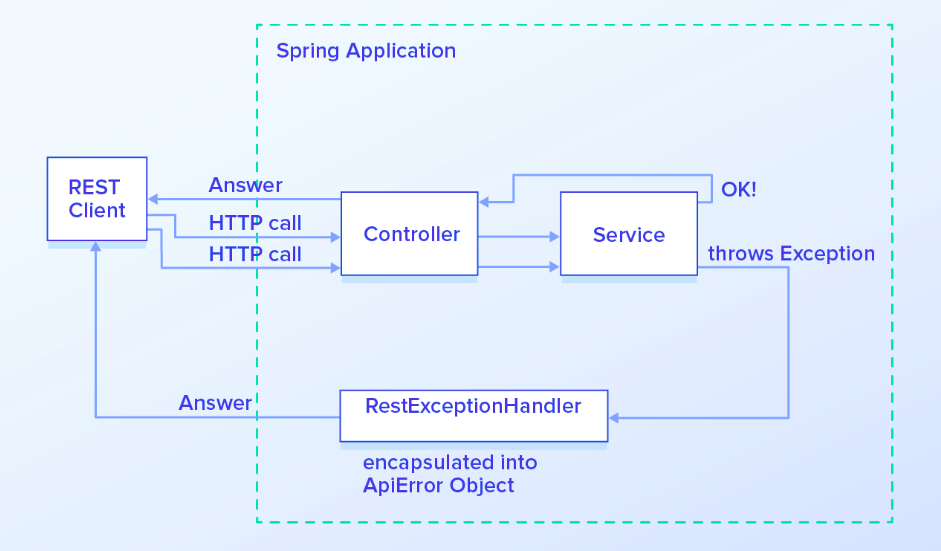 Spring Application
REST
Client
Answer
HTTP call
HTTP call
Controller
Service
OK!
throws Exception
Answer
RestExceptionHandler
encapsulated into
ApiError Object